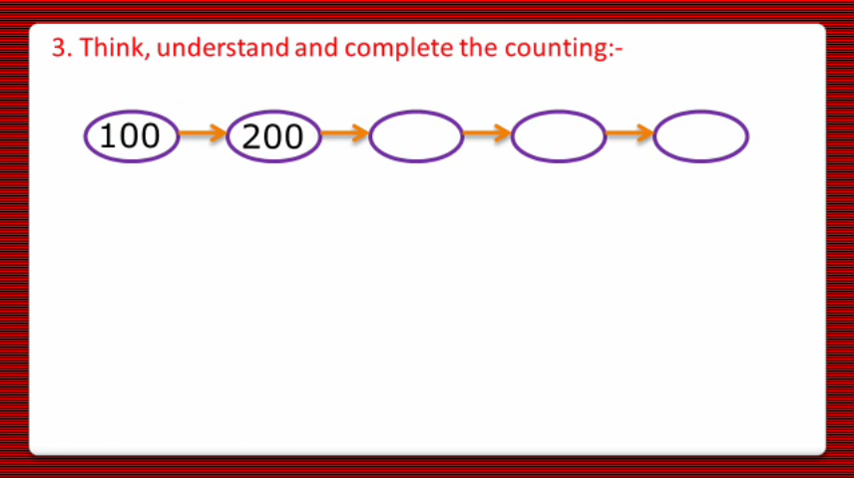 3. Think, understand and complete the counting:-
100 200